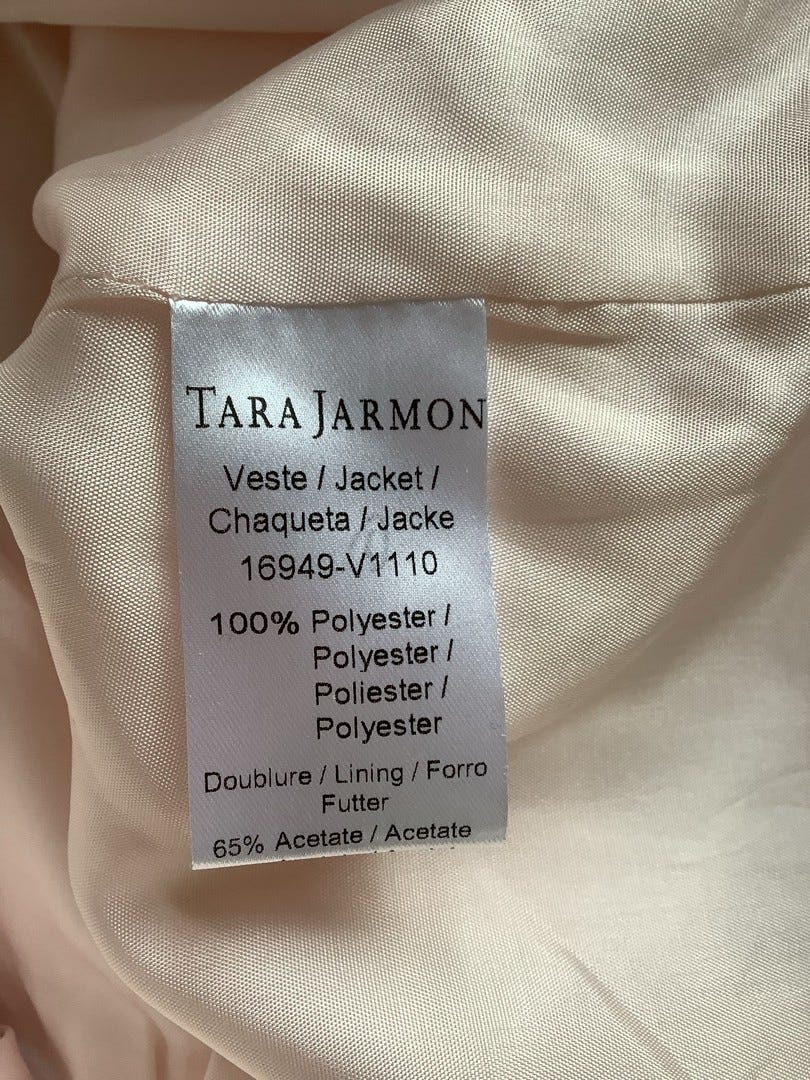 TARA JARMON
Veste / Jacket /
Chaqueta / Jacke
16949-V1110
100% Polyester /
Polyester /
Poliester /
Polyester
Doublure / Lining / Forro
Futter
65% Acetate / Acetate